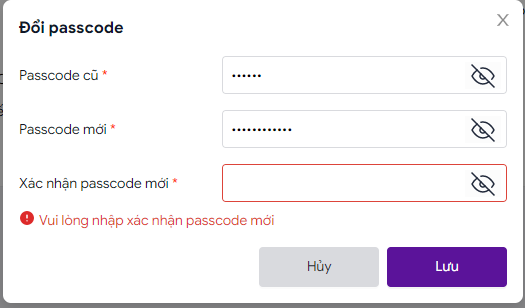 Đổi passcode
Passcode cũ *
••••••
Passcode mới *
••••••••••••
Xác nhận passcode mới *
Vui lòng nhập xác nhận passcode mới
Hủy
Lưu